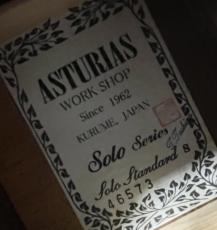 ASTURIAS
WORK SHOP
Since 1962
KURUME, JAPAN
Solo Series
Solo Standard S
46573